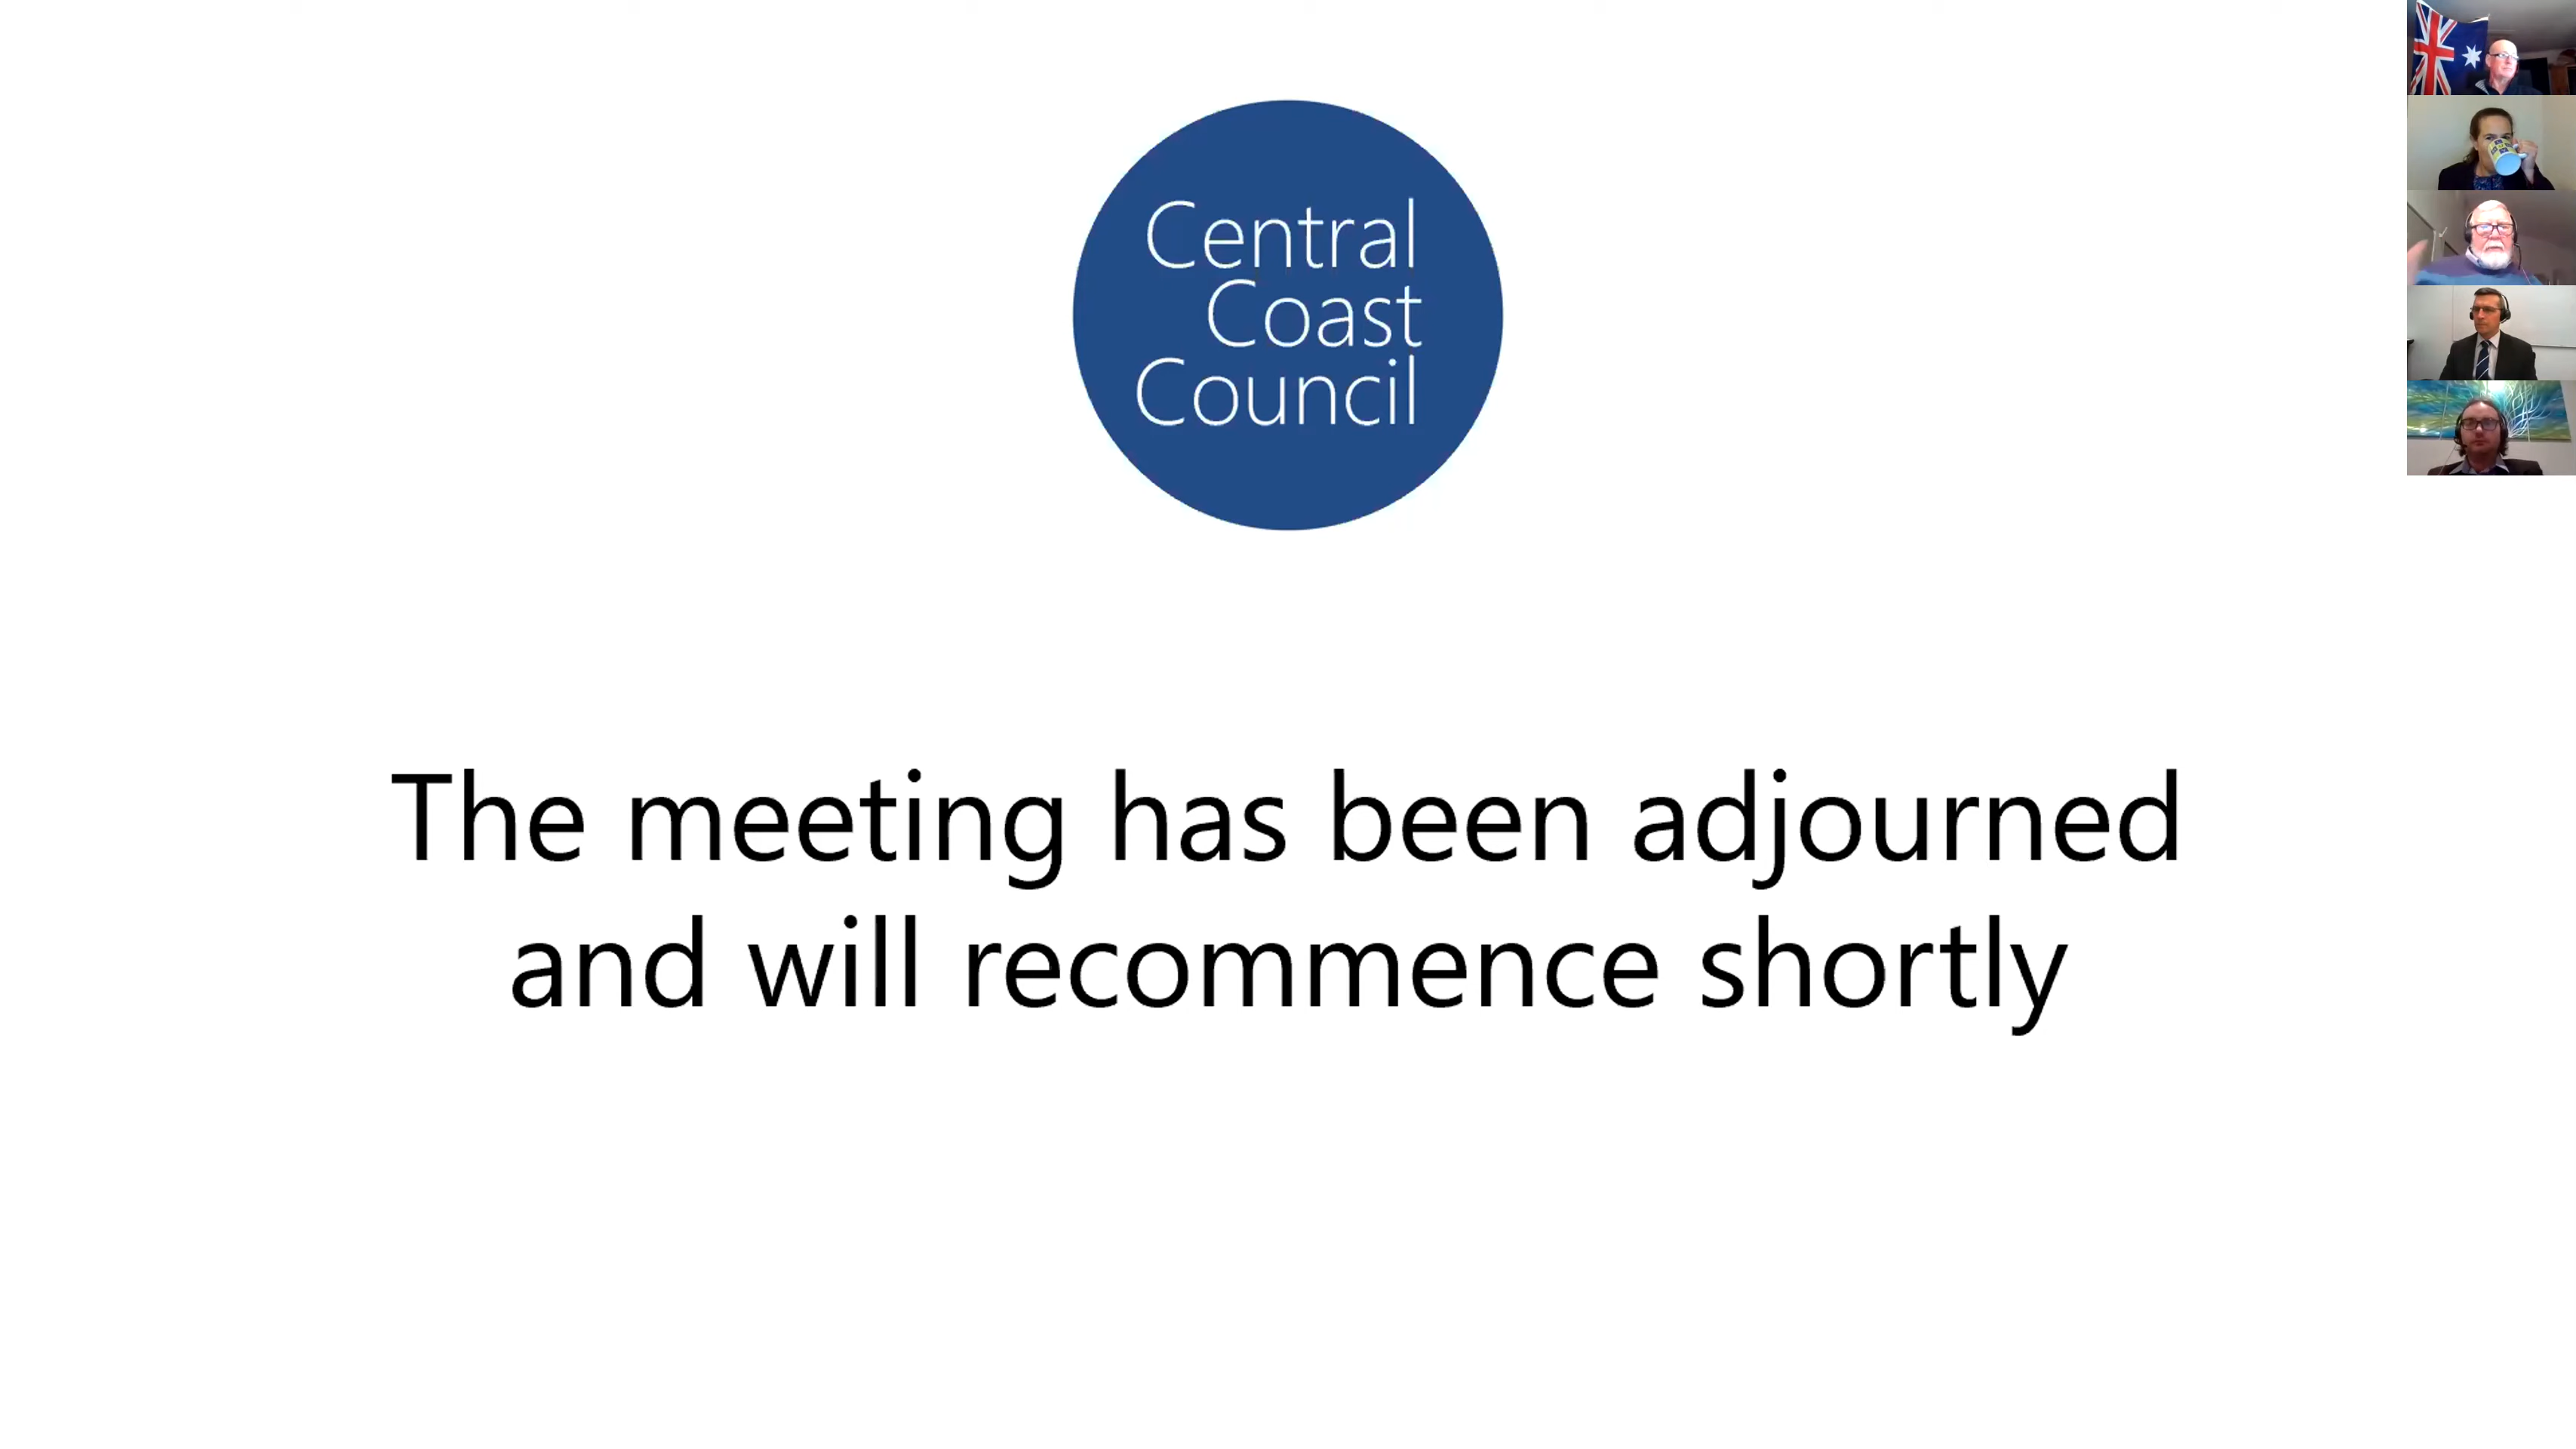 Central
Coast
Council
The meeting has been adjourned
and will recommence shortly